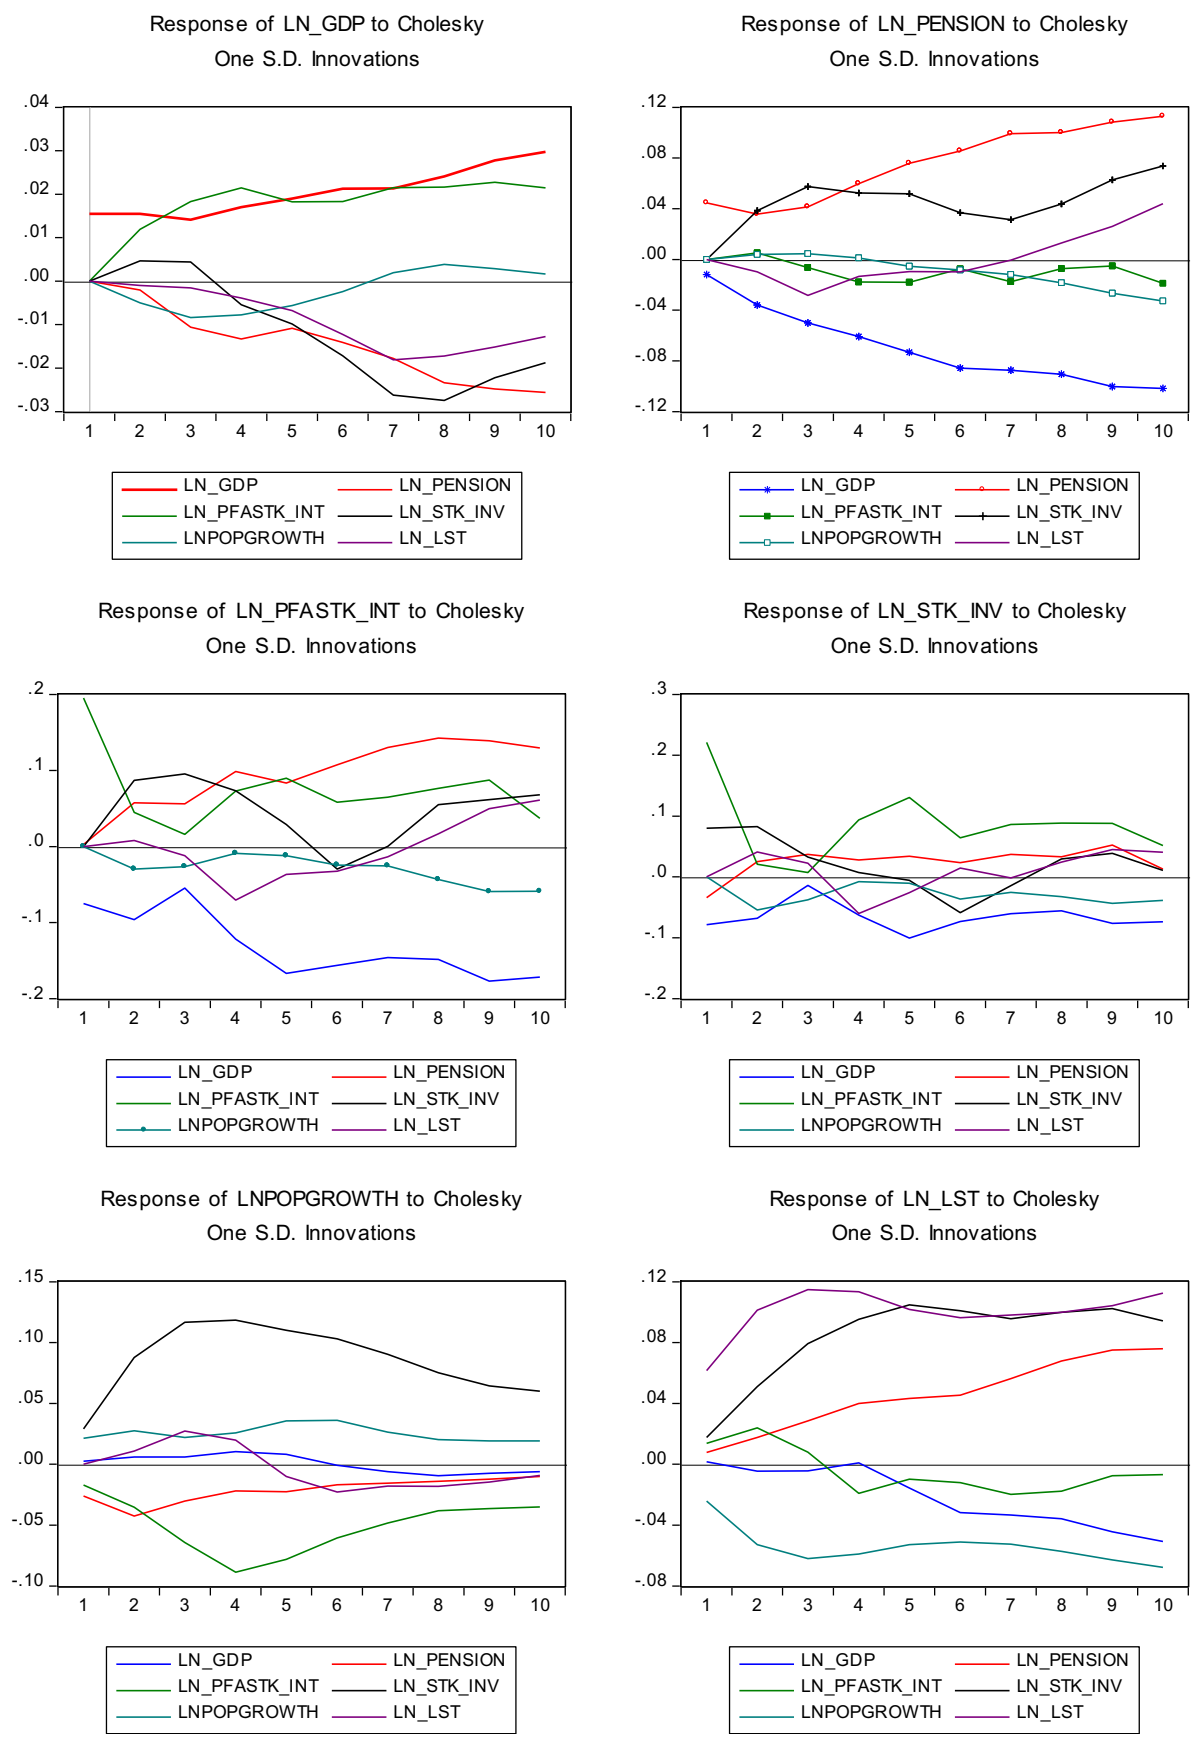 Response of LN_GDP to Cholesky
One S.D. Innovations
.04
.03
.02
.01
.00
-.01
-.02
-.03
1 2 3 4 5 6 7 8 9 10
LN_GDP LN_PENSION
LN_PFASTK_INT LN_STK_INV
LNPOPGROWTH LN_LST
Response of LN_PENSION to Cholesky
One S.D. Innovations
.12
.08
.04
.00
-.04
-.08
-.12
1 2 3 4 5 6 7 8 9 10
LN_GDP LN_PENSION
LN_PFASTK_INT LN_STK_INV
LNPOPGROWTH LN_LST
Response of LN_PFASTK_INT to Cholesky
One S.D. Innovations
.2
.1
.0
-.1
-.2
1 2 3 4 5 6 7 8 9 10
LN_GDP LN_PENSION
LN_PFASTK_INT LN_STK_INV
LNPOPGROWTH LN_LST
Response of LN_STK_INV to Cholesky
One S.D. Innovations
.3
.2
.1
.0
-.1
-.2
1 2 3 4 5 6 7 8 9 10
LN_GDP LN_PENSION
LN_PFASTK_INT LN_STK_INV
LNPOPGROWTH LN_LST
Response of LNPOPGROWTH to Cholesky
One S.D. Innovations
.15
.10
.05
.00
-.05
-.10
1 2 3 4 5 6 7 8 9 10
LN_GDP LN_PENSION
LN_PFASTK_INT LN_STK_INV
LNPOPGROWTH LN_LST
Response of LN_LST to Cholesky
One S.D. Innovations
.12
.08
.04
.00
-.04
-.08
1 2 3 4 5 6 7 8 9 10
LN_GDP LN_PENSION
LN_PFASTK_INT LN_STK_INV
LNPOPGROWTH LN_LST